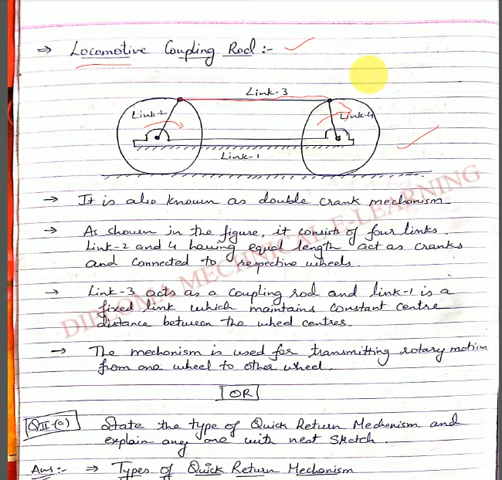 ⇒ Locomotive Coupling Rod :-
Link-3
Link-2
Link-4
Link-1
→ It is also known as double crank mechanism.
→ As shown in the figure, it consists of four links.
Link-2 and 4 having equal length act as cranks
and connected to respective wheels.
→ Link-3 acts as a coupling rod and link-1 is a
fixed link which maintains constant centre
distance between the wheel centres.
→ The mechanism is used for transmitting rotary motion
from one wheel to other wheel.
[OR]
QII-(c) State the type of Quick Return Mechanism and
explain any one with neat sketch.
Ans:- ⇒ Types of Quick Return Mechanism
DIPLOMA MECHNICAL E-LEARNING